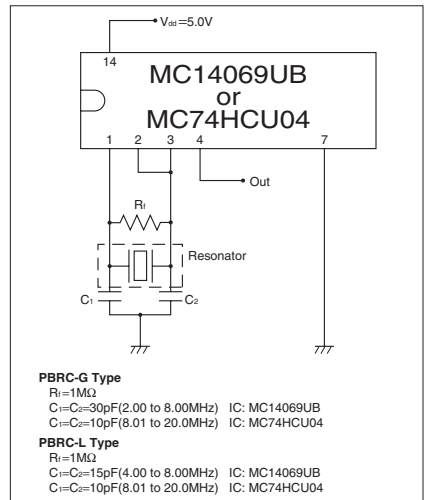 Vdd=5.0V
14
MC14069UB
or
MC74HCU04
1 2 3 4 7
Out
Rf
Resonator
C1 C2
PBRC-G Type
Rf=1MΩ
C1=C2=30pF(2.00 to 8.00MHz) IC: MC14069UB
C1=C2=10pF(8.01 to 20.0MHz) IC: MC74HCU04
PBRC-L Type
Rf=1MΩ
C1=C2=15pF(4.00 to 8.00MHz) IC: MC14069UB
C1=C2=10pF(8.01 to 20.0MHz) IC: MC74HCU04